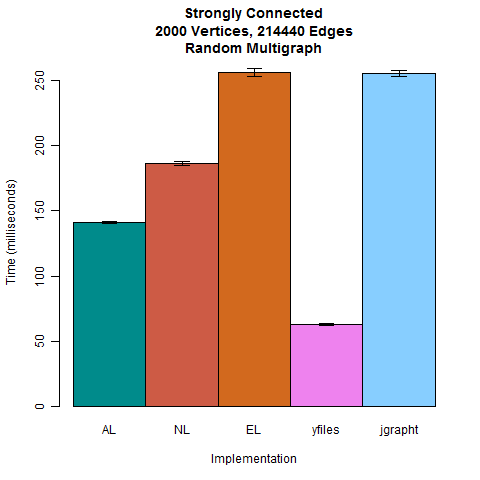 Strongly Connected
2000 Vertices, 214440 Edges
Random Multigraph
Time (milliseconds)
250
200
150
100
50
0
AL NL EL yfiles jgrapht
Implementation